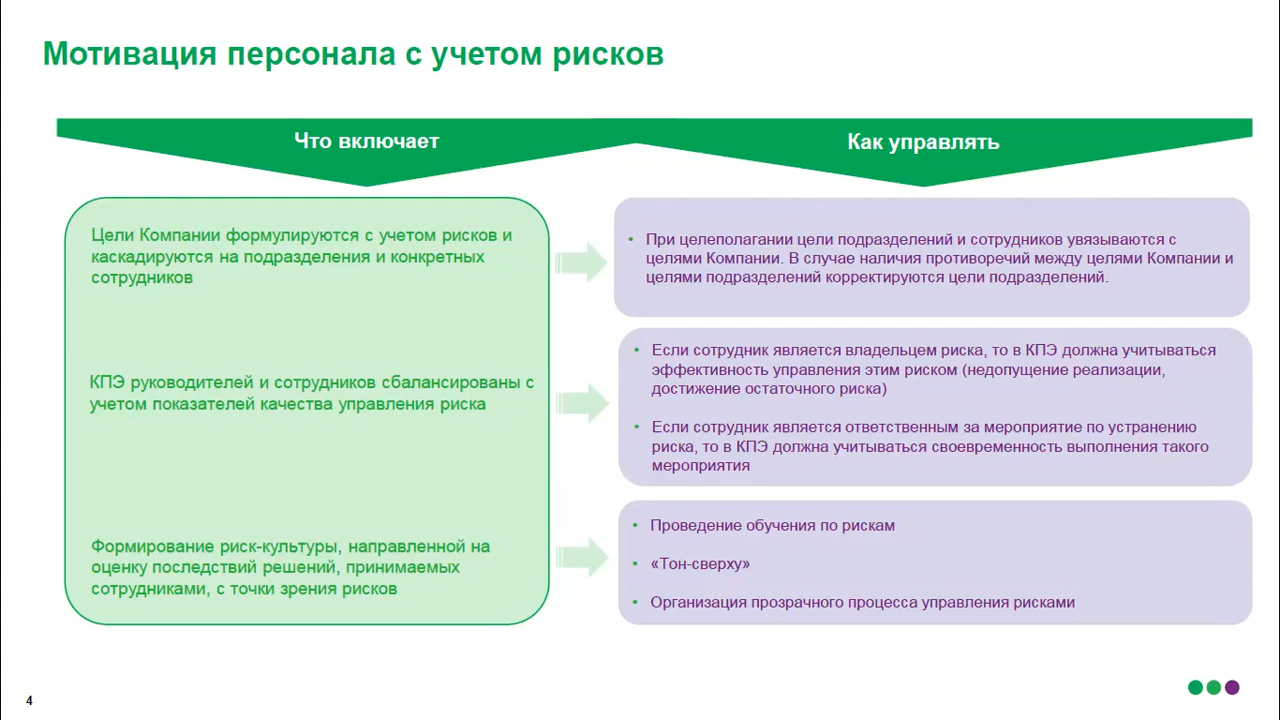 Мотивация персонала с учетом рисков
Что включает
Как управлять
Цели Компании формулируются с учетом рисков и
каскадируются на подразделения и конкретных
сотрудников
• При целеполагании цели подразделений и сотрудников увязываются с
целями Компании. В случае наличия противоречий между целями Компании и
целями подразделений корректируются цели подразделений.
КПЭ руководителей и сотрудников сбалансированы с
учетом показателей качества управления риска
• Если сотрудник является владельцем риска, то в КПЭ должна учитываться
эффективность управления этим риском (недопущение реализации,
достижение остаточного риска)
• Если сотрудник является ответственным за мероприятие по устранению
риска, то в КПЭ должна учитываться своевременность выполнения такого
мероприятия
Формирование риск-культуры, направленной на
оценку последствий решений, принимаемых
сотрудниками, с точки зрения рисков
• Проведение обучения по рискам
• «Тон-сверху»
• Организация прозрачного процесса управления рисками
4